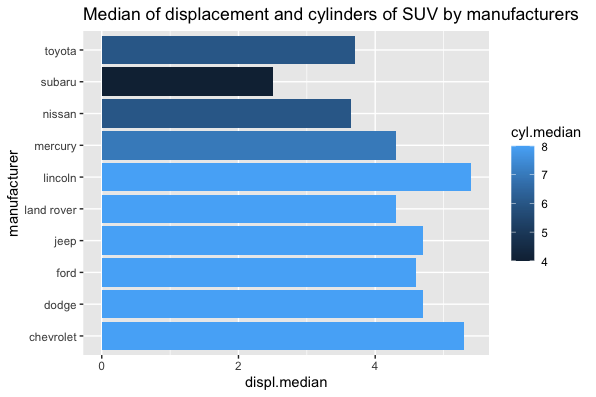 Median of displacement and cylinders of SUV by manufacturers
manufacturer
toyota
subaru
nissan
mercury
lincoln
land rover
jeep
ford
dodge
chevrolet
0 2 4
displ.median
cyl.median
8
7
6
5
4